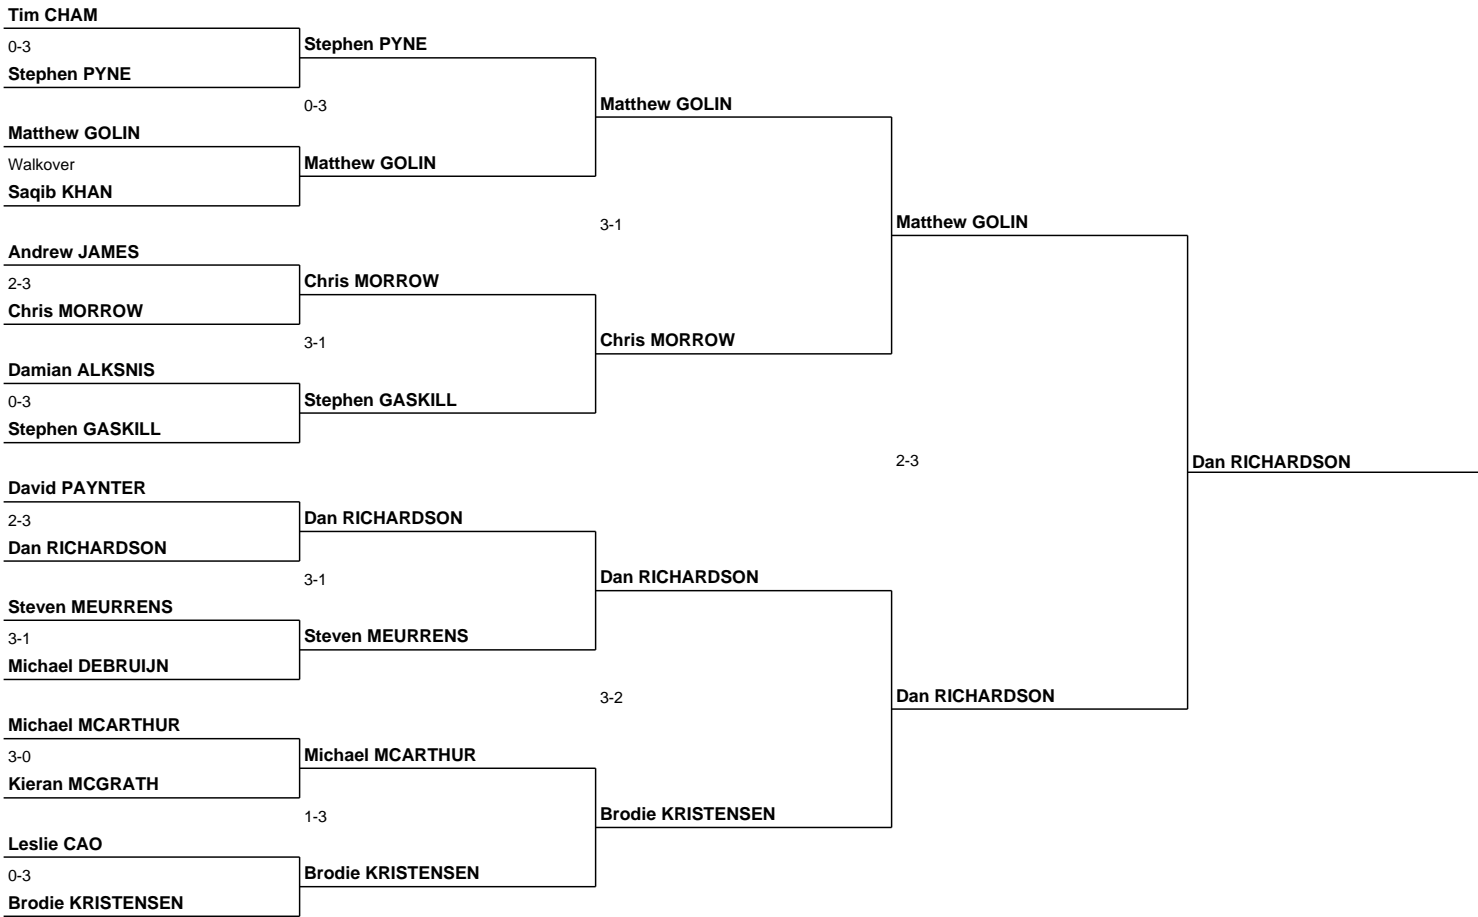 Tim CHAM
0-3
Stephen PYNE
Matthew GOLIN
Walkover
Saqib KHAN
Andrew JAMES
2-3
Chris MORROW
Damian ALKSNIS
0-3
Stephen GASKILL
David PAYNTER
2-3
Dan RICHARDSON
Steven MEURRENS
3-1
Michael DEBRUIJN
Michael MCARTHUR
3-0
Kieran MCGRATH
Leslie CAO
0-3
Brodie KRISTENSEN
Stephen PYNE
0-3
Matthew GOLIN
Chris MORROW
3-1
Stephen GASKILL
Dan RICHARDSON
3-1
Steven MEURRENS
Michael MCARTHUR
1-3
Brodie KRISTENSEN
Matthew GOLIN
3-1
Chris MORROW
Dan RICHARDSON
3-2
Brodie KRISTENSEN
Matthew GOLIN
2-3
Dan RICHARDSON
Dan RICHARDSON